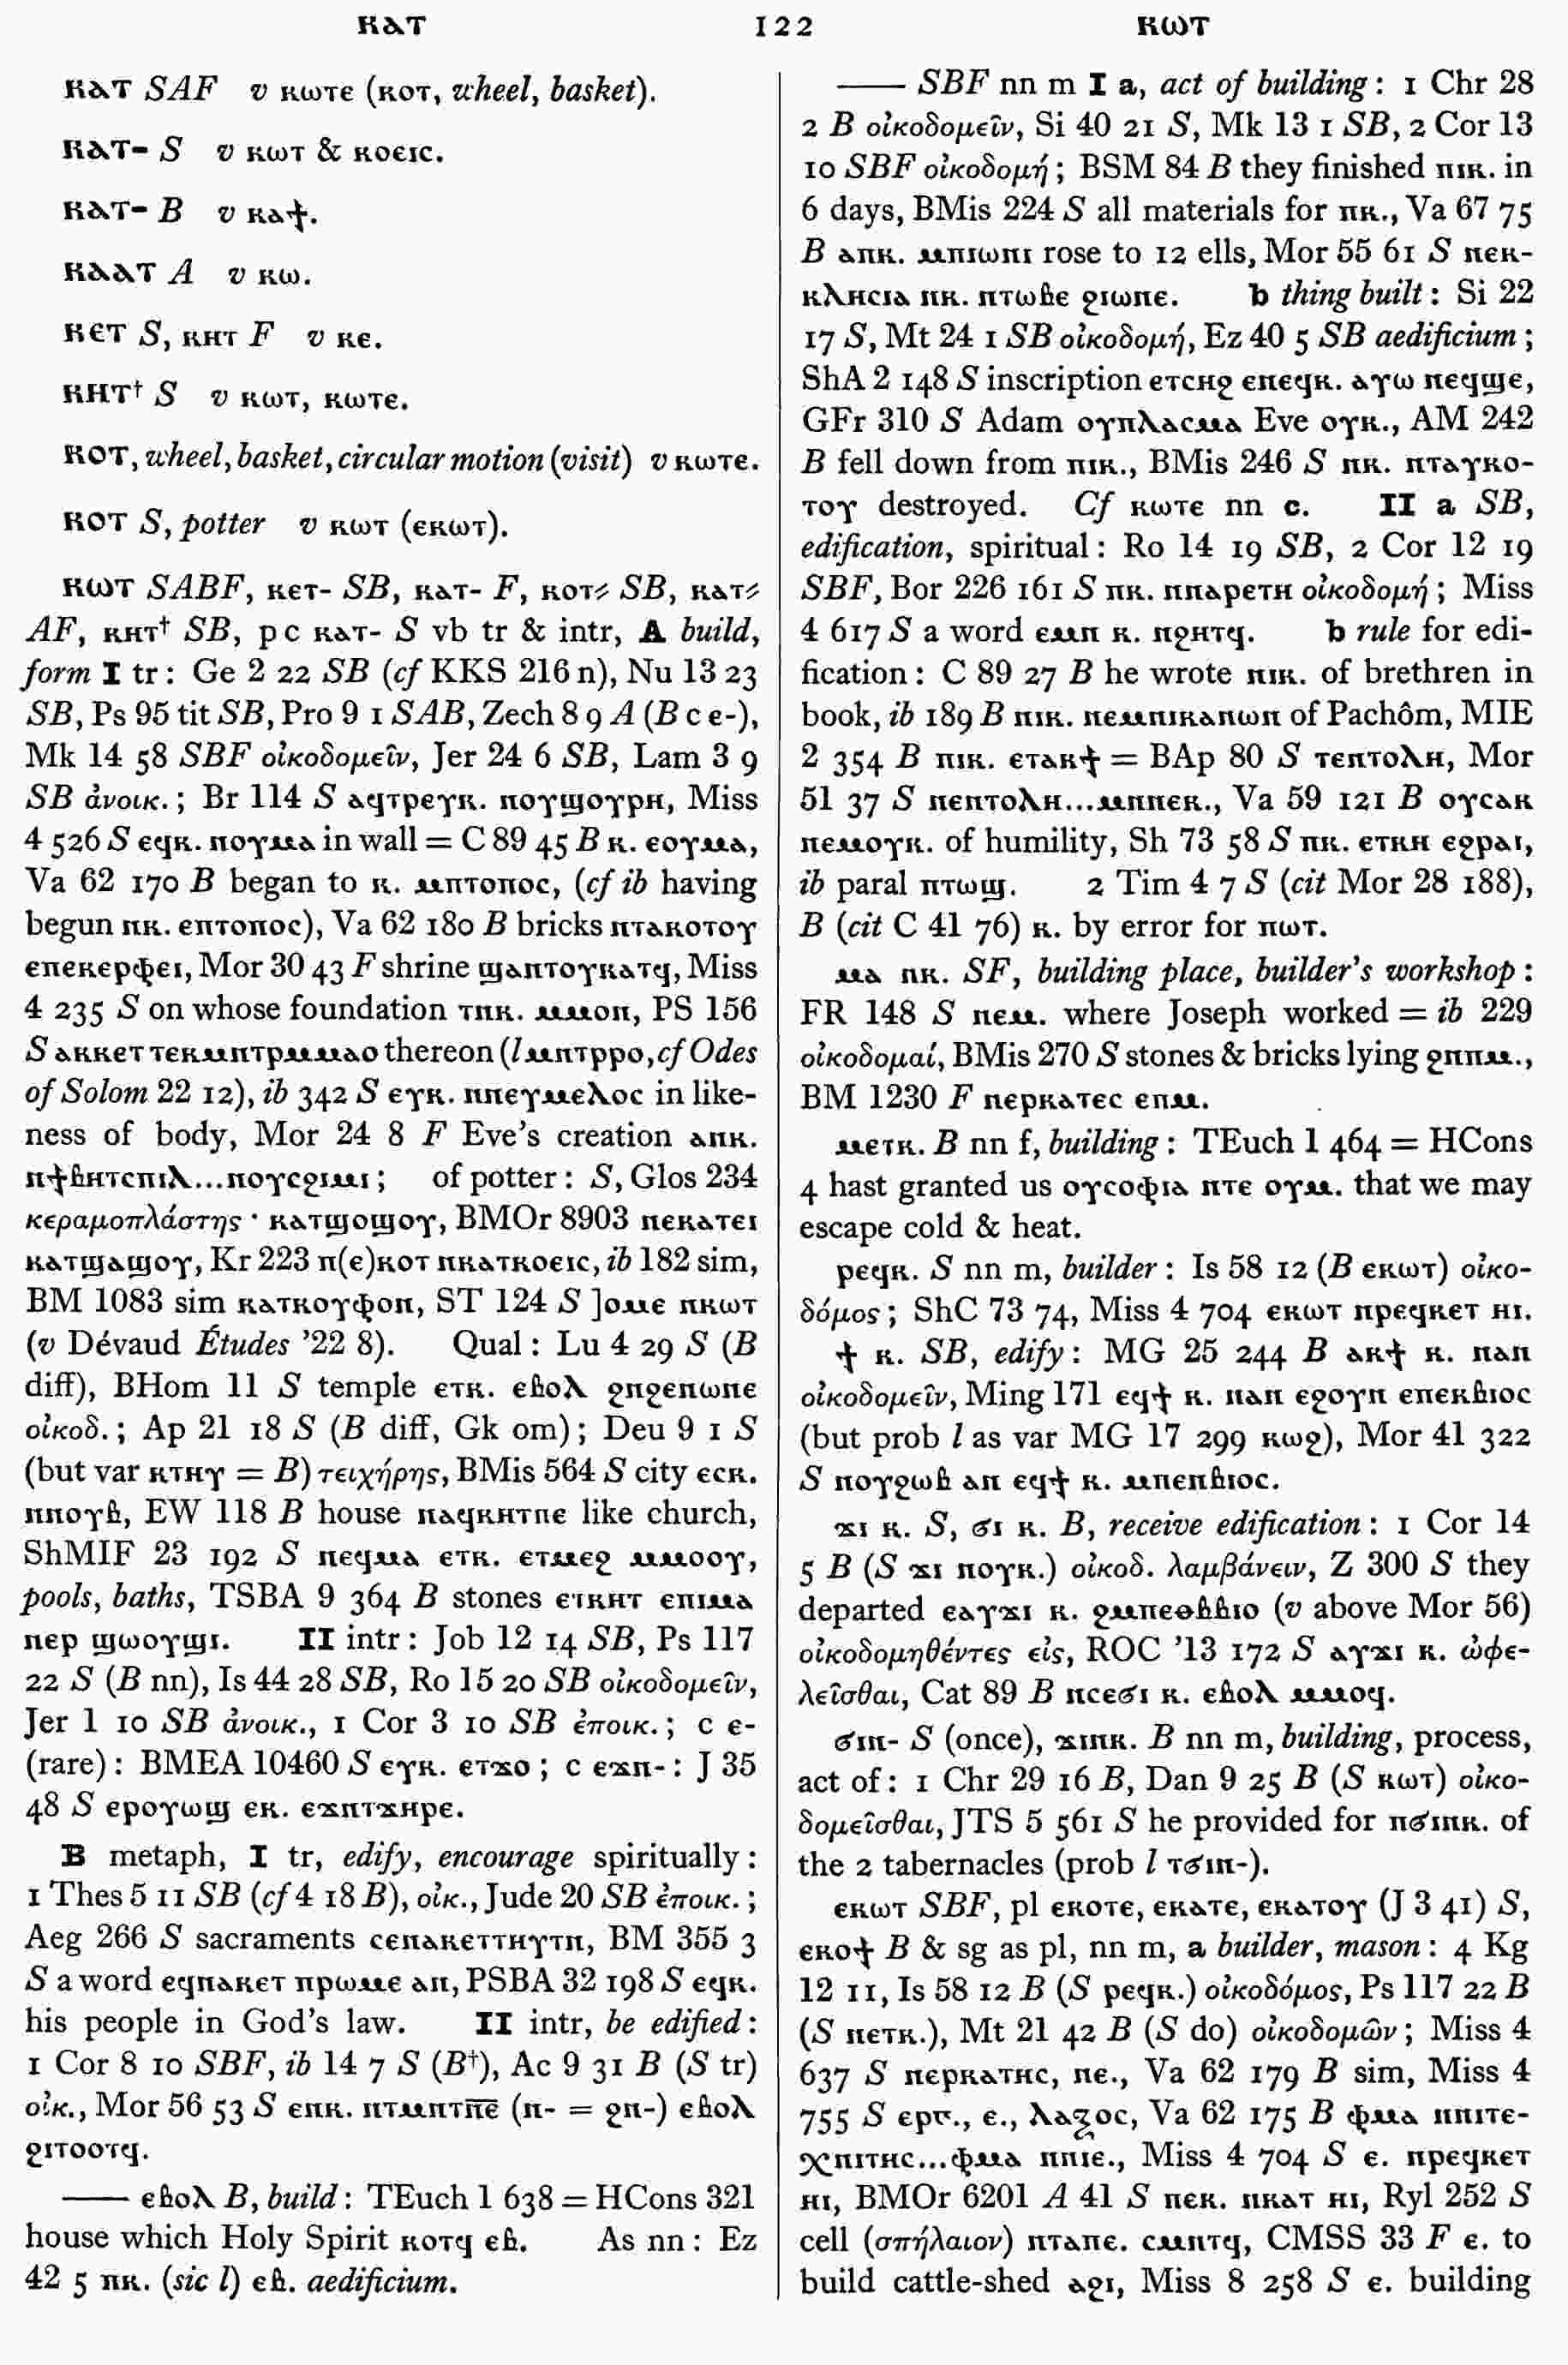 ⲕⲁⲧ 122 ⲕⲱⲧ
ⲕⲁⲧ SAF v ⲕⲱⲧⲉ (ⲕⲟⲧ, wheel, basket).
ⲕⲁⲧ- S v ⲕⲱⲧ & ⲕⲟⲉⲓⲥ.
ⲕⲁⲧ- B v ⲕⲁϯ.
ⲕⲁⲁⲧ A v ⲕⲱ.
ⲕⲉⲧ S, ⲕⲏⲧ F v ⲕⲉ.
ⲕⲏⲧ† S v ⲕⲱⲧ, ⲕⲱⲧⲉ.
ⲕⲟⲧ, wheel, basket, circular motion (visit) v ⲕⲱⲧⲉ.
ⲕⲟⲧ S, potter v ⲕⲱⲧ (ⲉⲕⲱⲧ).
ⲕⲱⲧ SABF, ⲕⲉⲧ- SB, ⲕⲁⲧ- F, ⲕⲟⲧ⸗ SB, ⲕⲁⲧ⸗
AF, ⲕⲏⲧ† SB, p c ⲕⲁⲧ- S vb tr & intr, A build,
form I tr: Ge 2 22 SB (cf KKS 216 n), Nu 13 23
SB, Ps 95 tit SB, Pro 9 1 SAB, Zech 8 9 A (B c e-),
Mk 14 58 SBF οἰκοδομεῖν, Jer 24 6 SB, Lam 3 9
SB ἀνοικ.; Br 114 S ⲁϥⲧⲣⲉⲩⲕ. ⲛⲟⲩϣⲟⲩⲣⲏ, Miss
4 526 S ⲉϥⲕ. ⲛⲟⲩⲙⲁ in wall = C 89 45 B ⲕ. ⲉⲟⲩⲙⲁ,
Va 62 170 B began to ⲕ. ⲙⲡⲧⲟⲡⲟⲥ, (cf ib having
begun ⲡⲕ. ⲉⲡⲧⲟⲡⲟⲥ), Va 62 180 B bricks ⲛⲧⲁⲕⲟⲧⲟⲩ
ⲉⲡⲉⲕⲉⲣⲫⲉⲓ, Mor 30 43 F shrine ϣⲁⲛⲧⲟⲩⲕⲁⲧϥ, Miss
4 235 S on whose foundation ⲧⲛⲕ. ⲙⲙⲟⲛ, PS 156
S ⲁⲕⲕⲉⲧ ⲧⲉⲕⲙⲛⲧⲣⲙⲙⲁⲟ thereon (l ⲙⲛⲧⲣⲣⲟ, cf Odes
of Solom 22 12), ib 342 S ⲉⲩⲕ. ⲛⲛⲉⲩⲙⲉⲗⲟⲥ in like-
ness of body, Mor 24 8 F Eve's creation ⲁⲡⲕ.
ⲛϯⲃⲏⲧⲥⲡⲓⲗ...ⲛⲟⲩⲥϩⲓⲙⲓ; of potter: S, Glos 234
κεραμοπλάστης · ⲕⲁⲧϣⲟϣⲟⲩ, BMOr 8903 ⲡⲉⲕⲁⲧⲉⲓ
ⲕⲁⲧϣⲁϣⲟⲩ, Kr 223 ⲡ(ⲉ)ⲕⲟⲧ ⲛⲕⲁⲧⲕⲟⲉⲓⲥ, ib 182 sim,
BM 1083 sim ⲕⲁⲧⲕⲟⲩⲫⲟⲛ, ST 124 S ]ⲟⲙⲉ ⲛⲕⲱⲧ
(v Dévaud Études '22 8). Qual: Lu 4 29 S (B
diff), BHom 11 S temple ⲉⲧⲕ. ⲉⲃⲟⲗ ϩⲛϩⲉⲛⲱⲛⲉ
οἰκοδ.; Ap 21 18 S (B diff, Gk om); Deu 9 1 S
(but var ⲕⲧⲏⲩ = B) τειχήρης, BMis 564 S city ⲉⲥⲕ.
ⲛⲛⲟⲩⲃ, EW 118 B house ⲛⲁϥⲕⲏⲧⲡⲉ like church,
ShMIF 23 192 S ⲡⲉϥⲙⲁ ⲉⲧⲕ. ⲉⲧⲙⲉϩ ⲙⲙⲟⲟⲩ,
pools, baths, TSBA 9 364 B stones ⲉⲧⲕⲏⲧ ⲉⲡⲓⲙⲁ
ⲛⲉⲣ ϣⲱⲟⲩϣⲓ. II intr: Job 12 14 SB, Ps 117
22 S (B nn), Is 44 28 SB, Ro 15 20 SB οἰκοδομεῖν,
Jer 1 10 SB ἀνοικ., 1 Cor 3 10 SB ἐποικ.; c ⲉ-
(rare): BMEA 10460 S ⲉⲩⲕ. ⲉⲧϫⲟ; c ⲉϫⲛ-: J 35
48 S ⲉⲣⲟⲩⲱϣ ⲉⲕ. ⲉϫⲛⲧϫⲏⲣⲉ.
B metaph, I tr, edify, encourage spiritually:
1 Thes 5 11 SB (cf 4 18 B), οἰκ., Jude 20 SB ἐποικ.;
Aeg 266 S sacraments ⲥⲉⲛⲁⲕⲉⲧⲧⲏⲩⲧⲛ, BM 355 3
S a word ⲉϥⲛⲁⲕⲉⲧ ⲡⲣⲱⲙⲉ ⲁⲛ, PSBA 32 198 S ⲉϥⲕ.
his people in God's law. II intr, be edified:
1 Cor 8 10 SBF, ib 14 7 S (B†), Ac 9 31 B (S tr)
οἰκ., Mor 56 53 S ⲉⲛⲕ. ⲛⲧⲙⲛⲧⲡ̅ⲉ̅ (ⲛ- = ϩⲛ-) ⲉⲃⲟⲗ
ϩⲓⲧⲟⲟⲧϥ.
—— ⲉⲃⲟⲗ B, build: TEuch 1 638 = HCons 321
house which Holy Spirit ⲕⲟⲧϥ ⲉⲃ. As nn: Ez
42 5 ⲡⲕ. (sic l) ⲉⲃ. aedificium.
—— SBF nn m I a, act of building: 1 Chr 28
2 B οἰκοδομεῖν, Si 40 21 S, Mk 13 1 SB, 2 Cor 13
10 SBF οἰκοδομή; BSM 84 B they finished ⲡⲓⲕ. in
6 days, BMis 224 S all materials for ⲡⲕ., Va 67 75
B ⲁⲡⲕ. ⲙⲡⲓⲱⲛⲓ rose to 12 ells, Mor 55 61 S ⲡⲉⲕ-
ⲕⲗⲏⲥⲓⲁ ⲛⲕ. ⲛⲧⲱⲃⲉ ϩⲓⲱⲛⲉ. b thing built: Si 22
17 S, Mt 24 1 SB οἰκοδομή, Ez 40 5 SB aedificium;
ShA 2 148 S inscription ⲉⲧⲥⲏϩ ⲉⲡⲉϥⲕ. ⲁⲩⲱ ⲡⲉϥϣⲉ,
GFr 310 S Adam ⲟⲩⲡⲗⲁⲥⲙⲁ Eve ⲟⲩⲕ., AM 242
B fell down from ⲡⲓⲕ., BMis 246 S ⲡⲕ. ⲛⲧⲁⲩⲕⲟ-
ⲧⲟⲩ destroyed. Cf ⲕⲱⲧⲉ nn c. II a SB,
edification, spiritual: Ro 14 19 SB, 2 Cor 12 19
SBF, Bor 226 161 S ⲡⲕ. ⲛⲛⲁⲣⲉⲧⲏ οἰκοδομή; Miss
4 617 S a word ⲉⲙⲛ ⲕ. ⲛϩⲏⲧϥ. b rule for edi-
fication: C 89 27 B he wrote ⲡⲓⲕ. of brethren in
book, ib 189 B ⲡⲓⲕ. ⲛⲉⲙⲡⲓⲕⲁⲛⲱⲛ of Pachôm, MIE
2 354 B ⲡⲓⲕ. ⲉⲧⲁⲕϯ = BAp 80 S ⲧⲉⲛⲧⲟⲗⲏ, Mor
51 37 S ⲛⲉⲛⲧⲟⲗⲏ...ⲙⲛⲛⲉⲕ., Va 59 121 B ⲟⲩⲥⲁⲕ
ⲛⲉⲙⲟⲩⲕ. of humility, Sh 73 58 S ⲡⲕ. ⲉⲧⲕⲏ ⲉϩⲣⲁⲓ,
ib paral ⲡⲧⲱϣ. 2 Tim 4 7 S (cit Mor 28 188),
B (cit C 41 76) ⲕ. by error for ⲡⲱⲧ.
ⲙⲁ ⲛⲕ. SF, building place, builder's workshop:
FR 148 S ⲡⲉⲙ. where Joseph worked = ib 229
οἰκοδομαί, BMis 270 S stones & bricks lying ϩⲙⲡⲙ.,
BM 1230 F ⲡⲉⲣⲕⲁⲧⲉⲥ ⲉⲡⲙ.
ⲙⲉⲧⲕ. B nn f, building: TEuch 1 464 = HCons
4 hast granted us ⲟⲩⲥⲟⲫⲓⲁ ⲛⲧⲉ ⲟⲩⲙ. that we may
escape cold & heat.
ⲣⲉϥⲕ. S nn m, builder: Is 58 12 (B ⲉⲕⲱⲧ) οἰκο-
δόμος; ShC 73 74, Miss 4 704 ⲉⲕⲱⲧ ⲛⲣⲉϥⲕⲉⲧ ⲏⲓ.
ϯ ⲕ. SB, edify: MG 25 244 B ⲁⲕϯ ⲕ. ⲛⲁⲛ
οἰκοδομεῖν, Ming 171 ⲉϥϯ ⲕ. ⲛⲁⲛ ⲉϩⲟⲩⲛ ⲉⲡⲉⲕⲃⲓⲟⲥ
(but prob l as var MG 17 299 ⲕⲱϩ), Mor 41 322
S ⲛⲟⲩϩⲱⲃ ⲁⲛ ⲉϥϯ ⲕ. ⲙⲡⲉⲛⲃⲓⲟⲥ.
ϫⲓ ⲕ. S, ϭⲓ ⲕ. B, receive edification: 1 Cor 14
5 B (S ϫⲓ ⲛⲟⲩⲕ.) οἰκοδ. λαμβάνειν, Z 300 S they
departed ⲉⲁⲩϫⲓ ⲕ. ϩⲙⲡⲉⲑⲃⲃⲓⲟ (v above Mor 56)
οἰκοδομηθέντες εἰς, ROC '13 172 S ⲁⲩϫⲓ ⲕ. ὠφε-
λεῖσθαι, Cat 89 B ⲛⲥⲉϭⲓ ⲕ. ⲉⲃⲟⲗ ⲙⲙⲟϥ.
ϭⲓⲛ- S (once), ϫⲓⲛⲕ. B nn m, building, process,
act of: 1 Chr 29 16 B, Dan 9 25 B (S ⲕⲱⲧ) οἰκο-
δομεῖσθαι, JTS 5 561 S he provided for ⲡϭⲓⲛⲕ. of
the 2 tabernacles (prob l ⲧϭⲓⲛ-).
ⲉⲕⲱⲧ SBF, pl ⲉⲕⲟⲧⲉ, ⲉⲕⲁⲧⲉ, ⲉⲕⲁⲧⲟⲩ (J 3 41) S,
ⲉⲕⲟϯ B & sg as pl, nn m, a builder, mason: 4 Kg
12 11, Is 58 12 B (S ⲣⲉϥⲕ.) οἰκοδόμος, Ps 117 22 B
(S ⲡⲉⲧⲕ.), Mt 21 42 B (S do) οἰκοδομῶν; Miss 4
637 S ⲛⲉⲣⲕⲁⲧⲏⲥ, ⲛⲉ., Va 62 179 B sim, Miss 4
755 S ⲉⲣⲅ., ⲉ., ⲗⲁⲝⲟⲥ, Va 62 175 B ⲫⲙⲁ ⲛⲛⲓⲧⲉ-
ⲭⲛⲓⲧⲏⲥ...ⲫⲙⲁ ⲛⲛⲓⲉ., Miss 4 704 S ⲉ. ⲛⲣⲉϥⲕⲉⲧ
ⲏⲓ, BMOr 6201 A 41 S ⲡⲉⲕ. ⲛⲕⲁⲧ ⲏⲓ, Ryl 252 S
cell (σπήλαιον) ⲛⲧⲁⲡⲉ. ⲥⲙⲛⲧϥ, CMSS 33 F ⲉ. to
build cattle-shed ⲁϩⲓ, Miss 8 258 S ⲉ. building